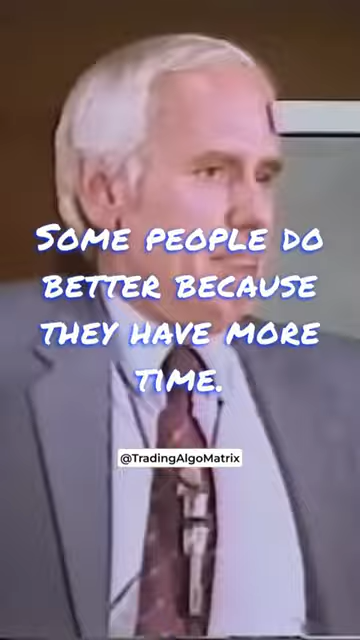 Some people do
better because
they have more
time.
@TradingAlgoMatrix